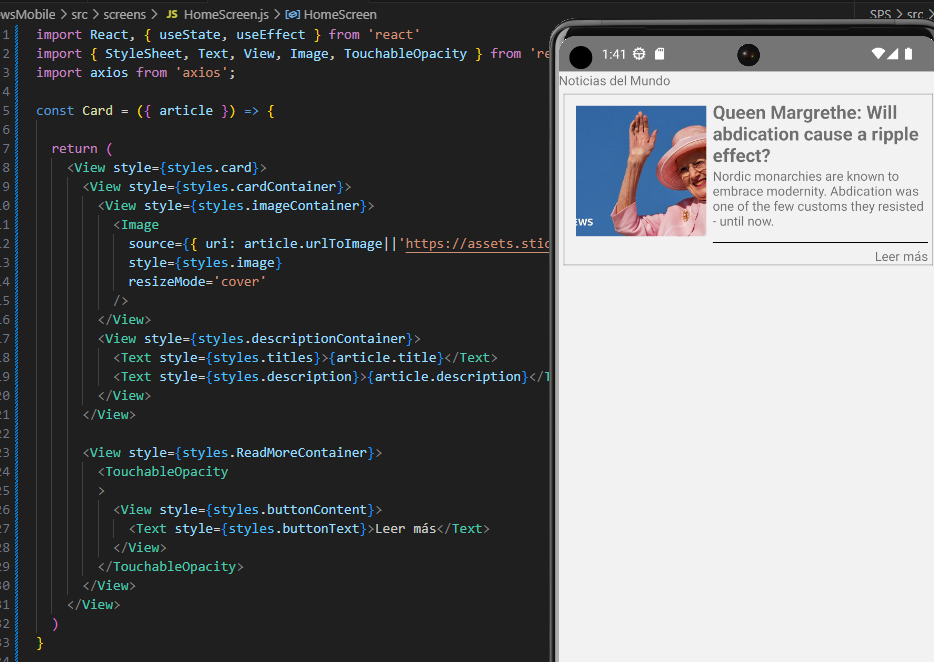 wsMobile > src > screens > JS HomeScreen.js > HomeScreen
SPS > src >
1 import React, { useState, useEffect } from 'react'
2 import { StyleSheet, Text, View, Image, TouchableOpacity } from 're
3 import axios from 'axios';
4
5 const Card = ({ article }) => {
6
7 return (
8 <View style={styles.card}>
9 <View style={styles.cardContainer}>
10 <View style={styles.imageContainer}>
11 <Image
12 source={{ uri: article.urlToImage||'https://assets.stic
13 style={styles.image}
14 resizeMode='cover'
15 />
16 </View>
17 <View style={styles.descriptionContainer}>
18 <Text style={styles.titles}>{article.title}</Text>
19 <Text style={styles.description}>{article.description}</T
20 </View>
21 </View>
22
23 <View style={styles.ReadMoreContainer}>
24 <TouchableOpacity
25 >
26 <View style={styles.buttonContent}>
27 <Text style={styles.buttonText}>Leer más</Text>
28 </View>
29 </TouchableOpacity>
30 </View>
31 </View>
32 )
33 }
1:41
Noticias del Mundo
EWS
Queen Margrethe: Will
abdication cause a ripple
effect?
Nordic monarchies are known to
embrace modernity. Abdication was
one of the few customs they resisted
- until now.
Leer más